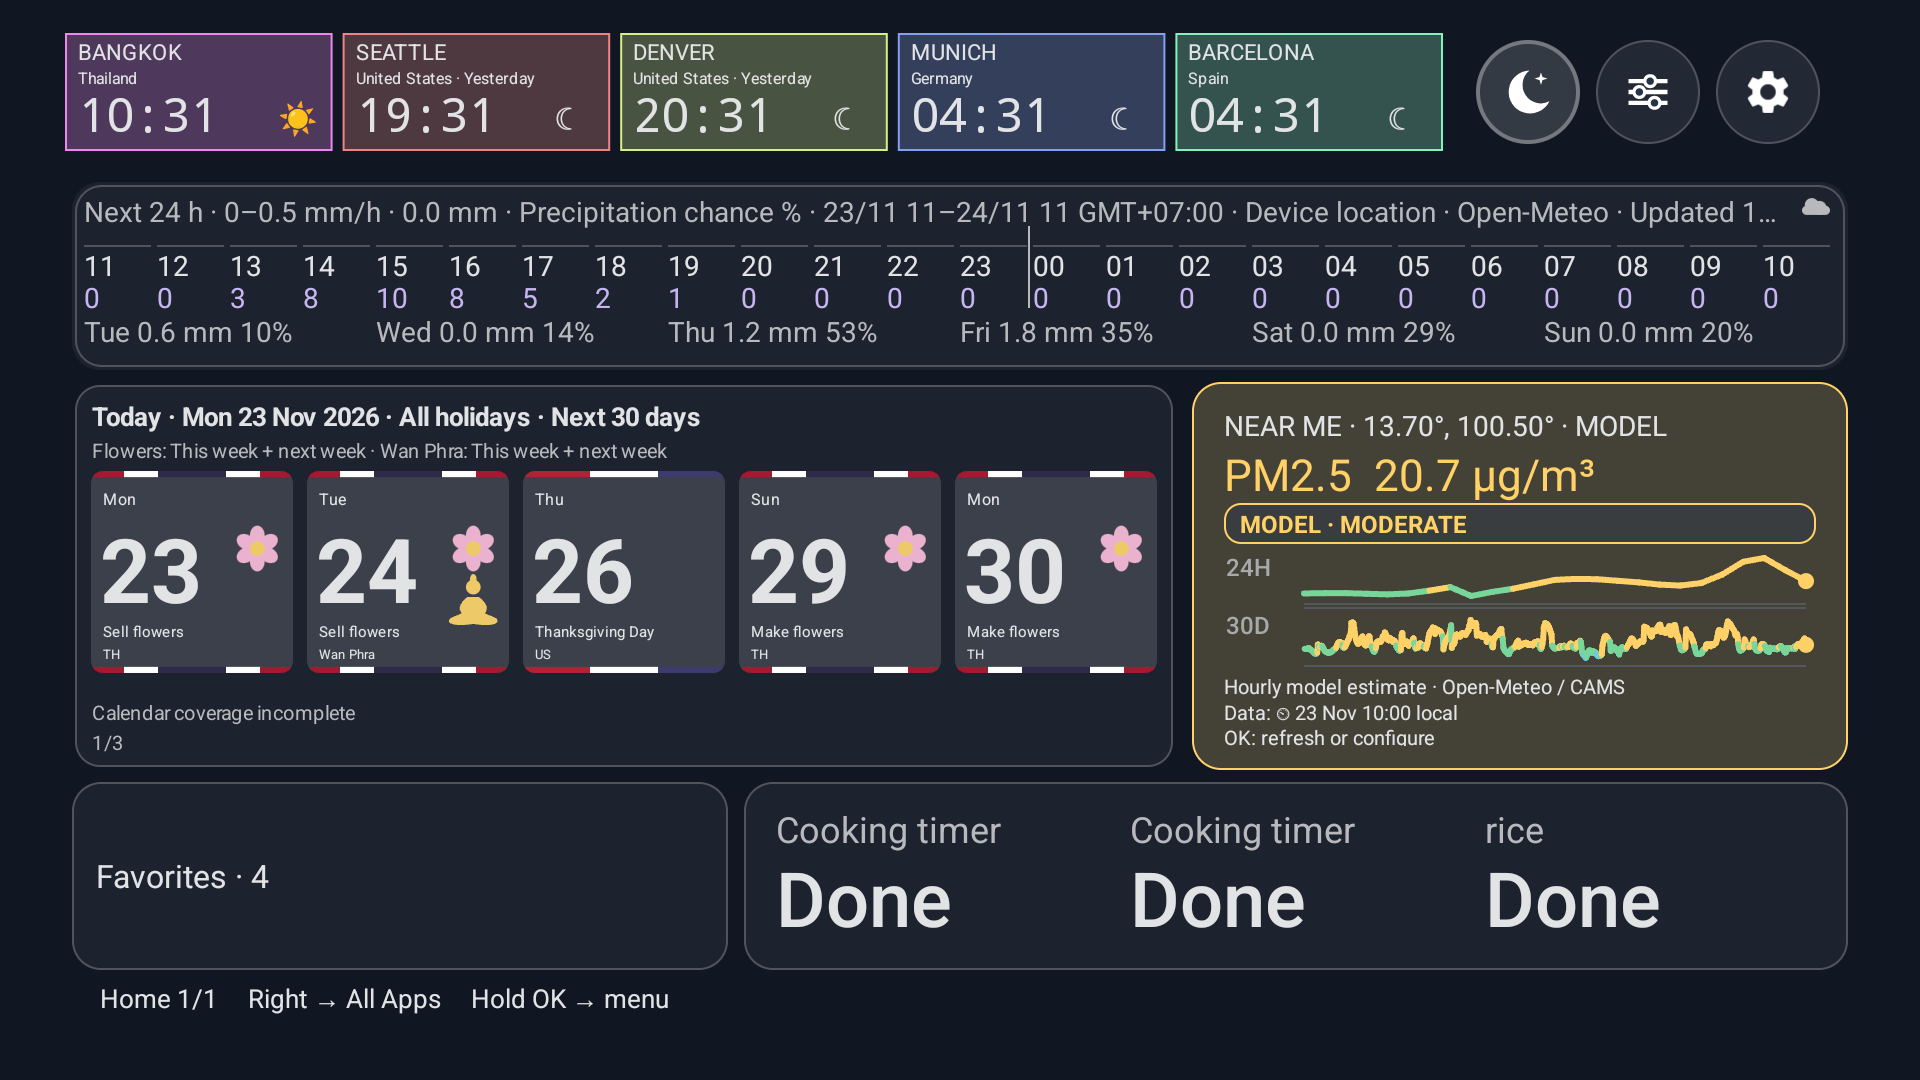 BANGKOK
Thailand
10:31
SEATTLE
United States · Yesterday
19:31
DENVER
United States · Yesterday
20:31
MUNICH
Germany
04:31
BARCELONA
Spain
04:31
Next 24 h · 0–0.5 mm/h · 0.0 mm · Precipitation chance % · 23/11 11–24/11 11 GMT+07:00 · Device location · Open-Meteo · Updated 1…
11 12 13 14 15 16 17 18 19 20 21 22 23 00 01 02 03 04 05 06 07 08 09 10
0 0 3 8 10 8 5 2 1 0 0 0 0 0 0 0 0 0 0 0 0 0 0 0
Tue 0.6 mm 10% Wed 0.0 mm 14% Thu 1.2 mm 53% Fri 1.8 mm 35% Sat 0.0 mm 29% Sun 0.0 mm 20%
Today · Mon 23 Nov 2026 · All holidays · Next 30 days
Flowers: This week + next week · Wan Phra: This week + next week
Mon
23
Sell flowers
TH
Tue
24
Sell flowers
Wan Phra
Thu
26
Thanksgiving Day
US
Sun
29
Make flowers
TH
Mon
30
Make flowers
TH
Calendar coverage incomplete
1/3
NEAR ME · 13.70°, 100.50° · MODEL
PM2.5 20.7 µg/m³
MODEL · MODERATE
24H
30D
Hourly model estimate · Open-Meteo / CAMS
Data: ⏲ 23 Nov 10:00 local
OK: refresh or configure
Favorites · 4
Cooking timer
Done
Cooking timer
Done
rice
Done
Home 1/1 Right → All Apps Hold OK → menu